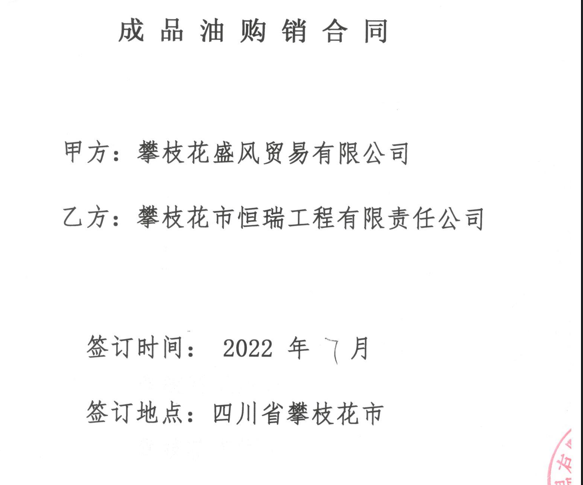 成品油购销合同
甲方：攀枝花盛风贸易有限公司
乙方：攀枝花市恒瑞工程有限责任公司
签订时间： 2022 年 7 月
签订地点：四川省攀枝花市